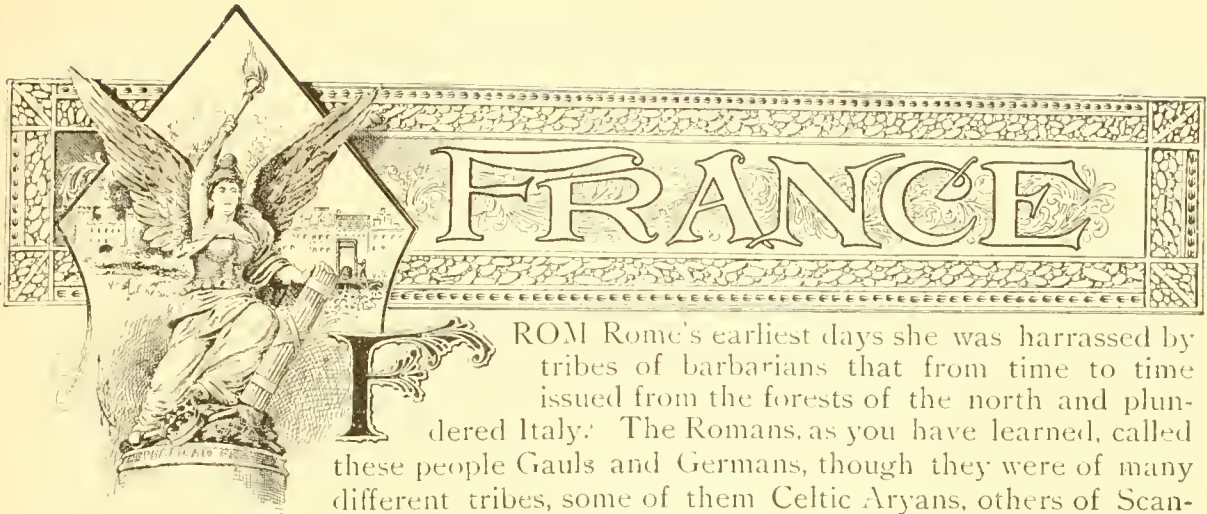 FRANCE
FROM Rome's earliest days she was harrassed by
tribes of barbarians that from time to time
issued from the forests of the north and plun-
dered Italy. The Romans, as you have learned, called
these people Gauls and Germans, though they were of many
different tribes, some of them Celtic Aryans, others of Scan-